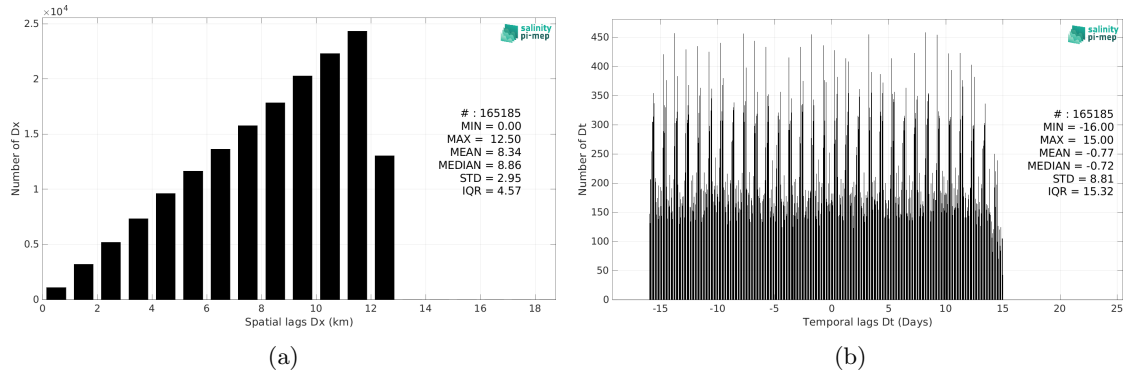 ×10⁴
2.5
2
1.5
1
0.5
0
Number of Dx
0 2 4 6 8 10 12 14 16 18
Spatial lags Dx (km)
salinity
pi-mep
# : 165185
MIN = 0.00
MAX = 12.50
MEAN = 8.34
MEDIAN = 8.86
STD = 2.95
IQR = 4.57
(a)
450
400
350
300
250
200
150
100
50
0
Number of Dt
-15 -10 -5 0 5 10 15 20 25
Temporal lags Dt (Days)
salinity
pi-mep
# : 165185
MIN = -16.00
MAX = 15.00
MEAN = -0.77
MEDIAN = -0.72
STD = 8.81
IQR = 15.32
(b)